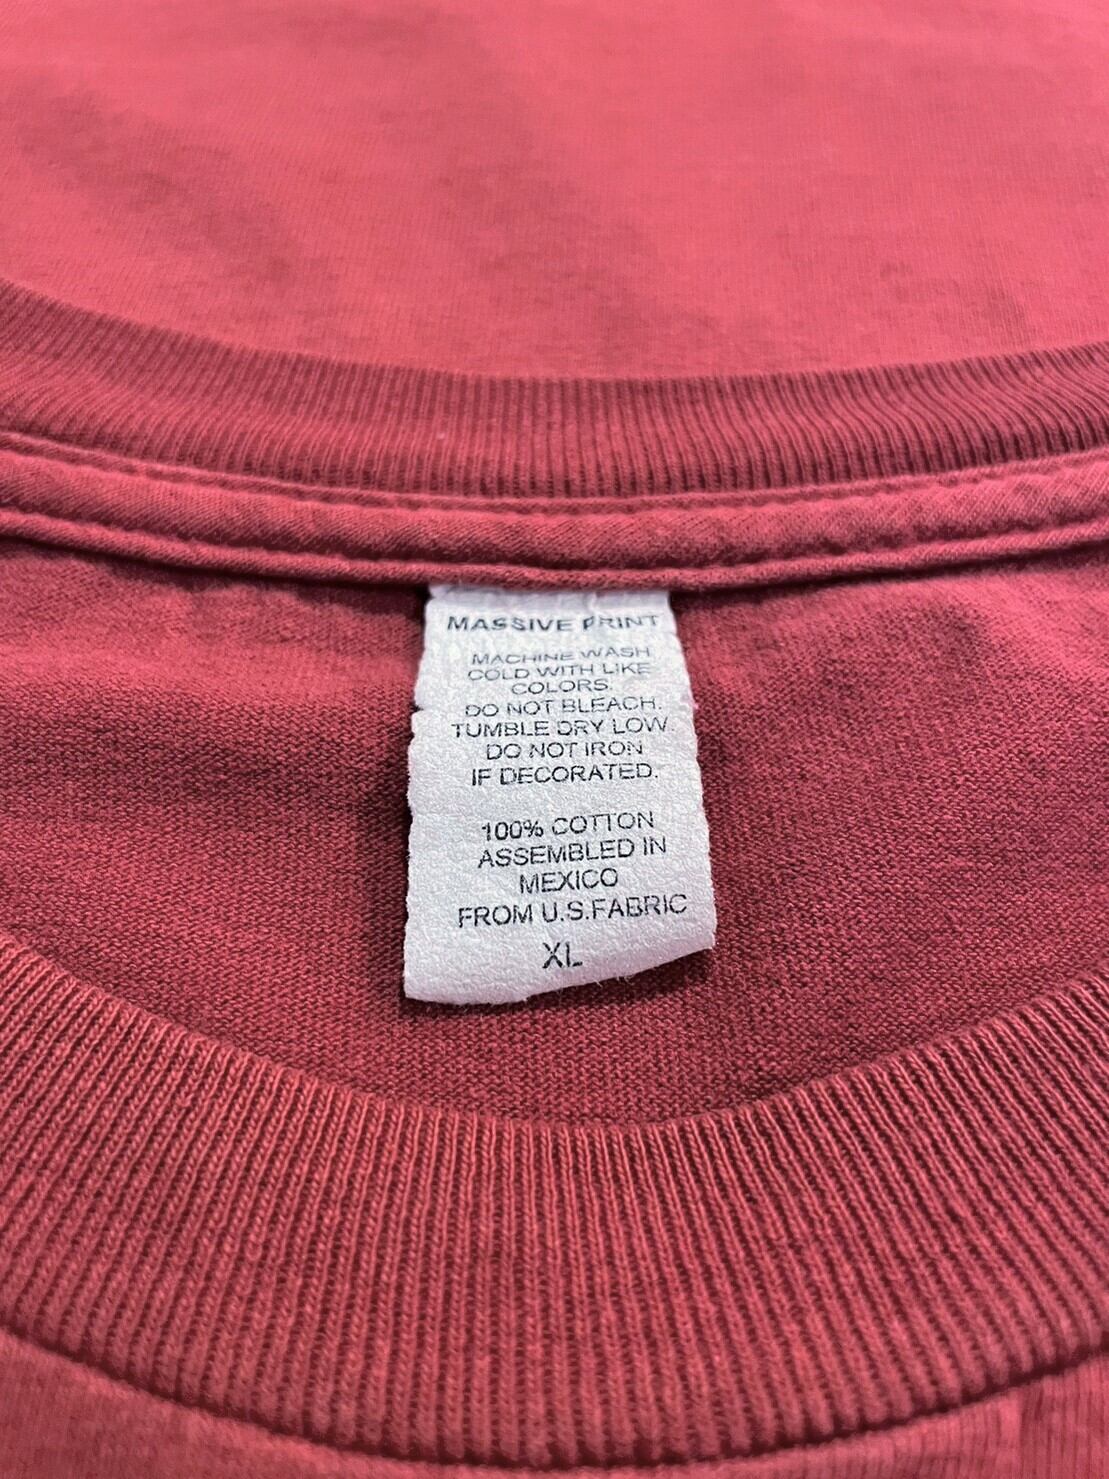 MASSIVE PRINT
MACHINE WASH
COLD WITH LIKE
COLORS.
DO NOT BLEACH.
TUMBLE DRY LOW.
DO NOT IRON
IF DECORATED.
100% COTTON
ASSEMBLED IN
MEXICO
FROM U.S.FABRIC
XL